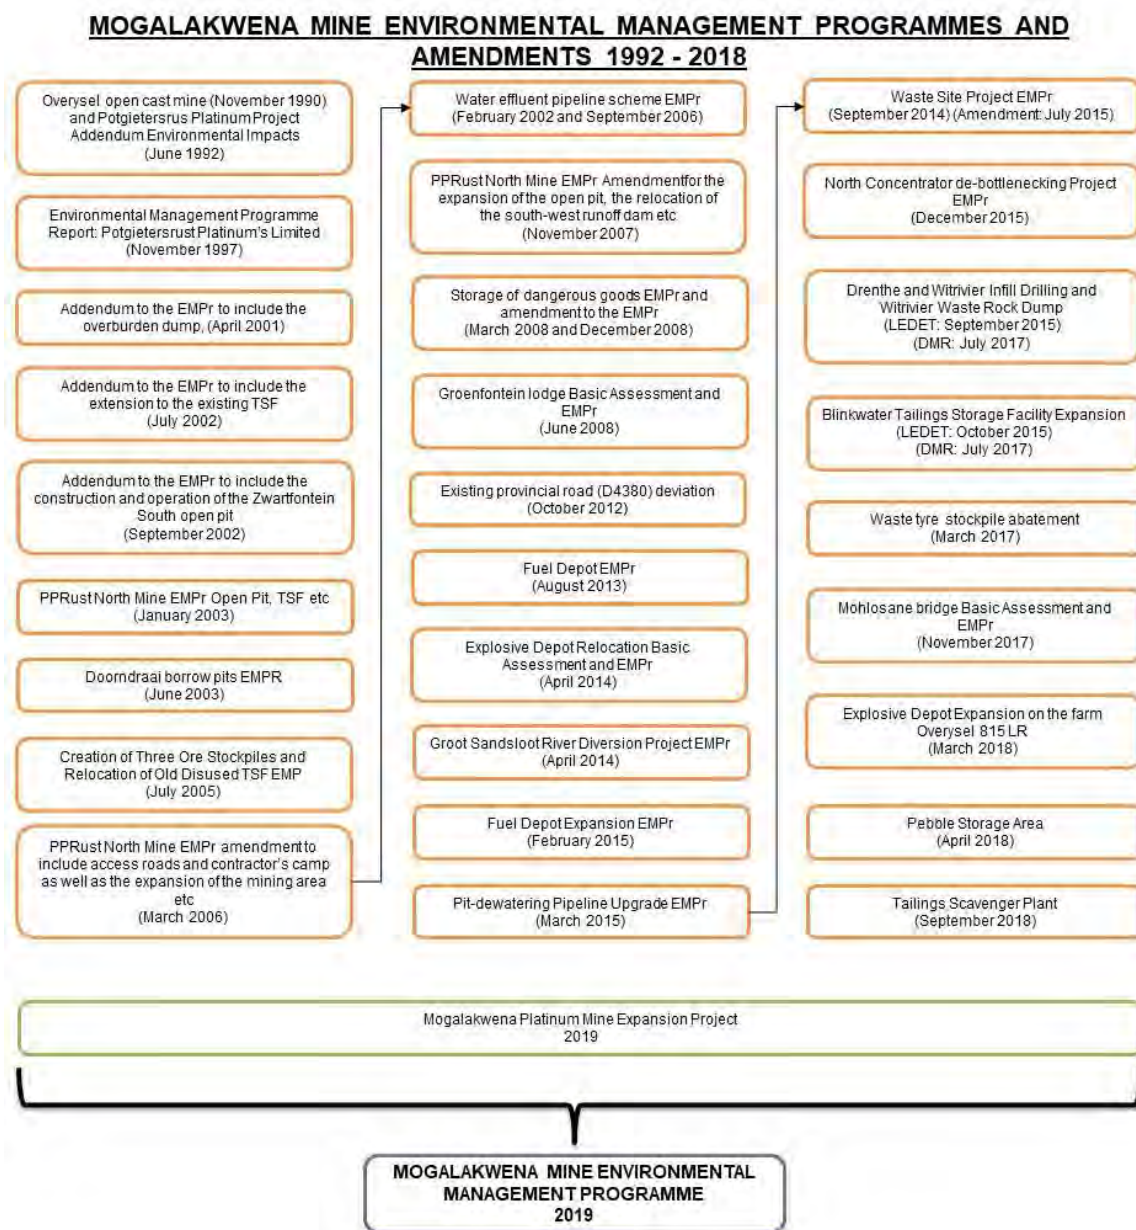 MOGALAKWENA MINE ENVIRONMENTAL MANAGEMENT PROGRAMMES AND
AMENDMENTS 1992 - 2018
Overysel open cast mine (November 1990)
and Potgietersrus Platinum Project
Addendum Environmental Impacts
(June 1992)
Environmental Management Programme
Report: Potgietersrust Platinum's Limited
(November 1997)
Addendum to the EMPr to include the
overburden dump, (April 2001)
Addendum to the EMPr to include the
extension to the existing TSF
(July 2002)
Addendum to the EMPr to include the
construction and operation of the Zwartfontein
South open pit
(September 2002)
PPRust North Mine EMPr Open Pit, TSF etc
(January 2003)
Doorndraai borrow pits EMPR
(June 2003)
Creation of Three Ore Stockpiles and
Relocation of Old Disused TSF EMP
(July 2005)
PPRust North Mine EMPr amendment to
include access roads and contractor's camp
as well as the expansion of the mining area
etc
(March 2006)
Water effluent pipeline scheme EMPr
(February 2002 and September 2006)
PPRust North Mine EMPr Amendmentfor the
expansion of the open pit, the relocation of
the south-west runoff dam etc
(November 2007)
Storage of dangerous goods EMPr and
amendment to the EMPr
(March 2008 and December 2008)
Groenfontein lodge Basic Assessment and
EMPr
(June 2008)
Existing provincial road (D4380) deviation
(October 2012)
Fuel Depot EMPr
(August 2013)
Explosive Depot Relocation Basic
Assessment and EMPr
(April 2014)
Groot Sandsloot River Diversion Project EMPr
(April 2014)
Fuel Depot Expansion EMPr
(February 2015)
Pit-dewatering Pipeline Upgrade EMPr
(March 2015)
Waste Site Project EMPr
(September 2014) (Amendment: July 2015)
North Concentrator de-bottlenecking Project
EMPr
(December 2015)
Drenthe and Witrivier Infill Drilling and
Witrivier Waste Rock Dump
(LEDET: September 2015)
(DMR: July 2017)
Blinkwater Tailings Storage Facility Expansion
(LEDET: October 2015)
(DMR: July 2017)
Waste tyre stockpile abatement
(March 2017)
Mohlosane bridge Basic Assessment and
EMPr
(November 2017)
Explosive Depot Expansion on the farm
Overysel 815 LR
(March 2018)
Pebble Storage Area
(April 2018)
Tailings Scavenger Plant
(September 2018)
Mogalakwena Platinum Mine Expansion Project
2019
MOGALAKWENA MINE ENVIRONMENTAL
MANAGEMENT PROGRAMME
2019